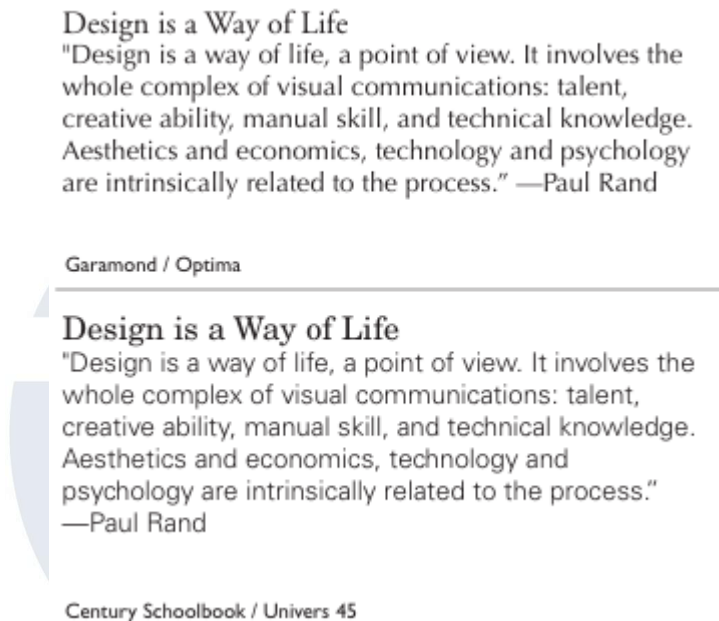 Design is a Way of Life
"Design is a way of life, a point of view. It involves the
whole complex of visual communications: talent,
creative ability, manual skill, and technical knowledge.
Aesthetics and economics, technology and psychology
are intrinsically related to the process.” —Paul Rand
Garamond / Optima
Design is a Way of Life
"Design is a way of life, a point of view. It involves the
whole complex of visual communications: talent,
creative ability, manual skill, and technical knowledge.
Aesthetics and economics, technology and
psychology are intrinsically related to the process.”
—Paul Rand
Century Schoolbook / Univers 45